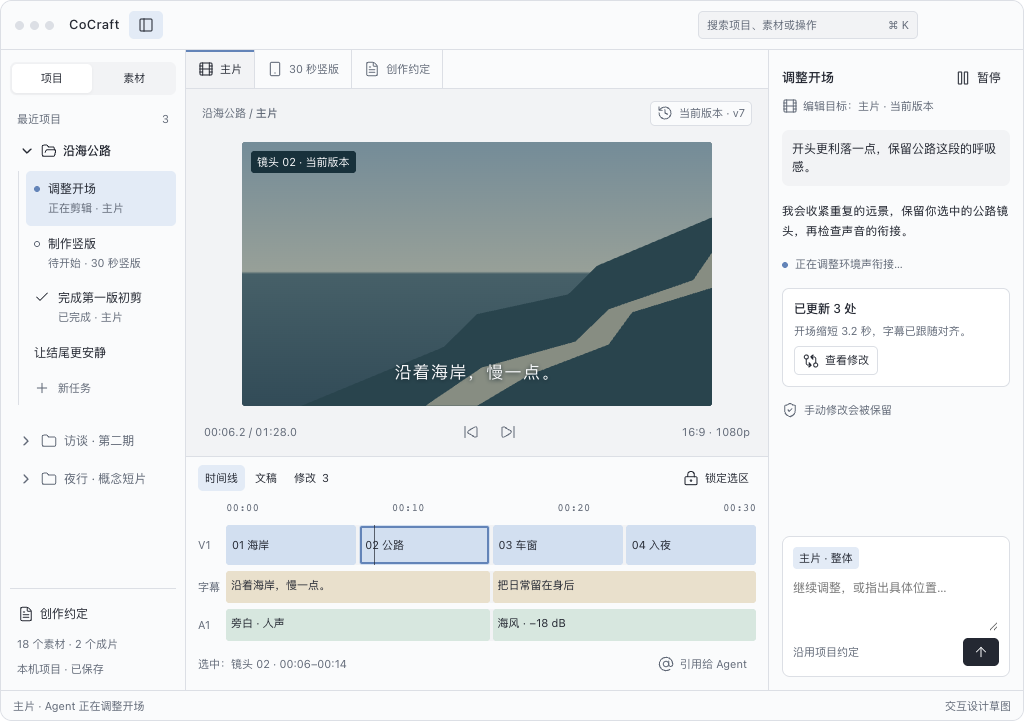 CoCraft
搜索项目、素材或操作
⌘ K
项目
素材
最近项目
3
沿海公路
调整开场
正在剪辑 · 主片
制作竖版
待开始 · 30 秒竖版
完成第一版初剪
已完成 · 主片
让结尾更安静
新任务
访谈 · 第二期
夜行 · 概念短片
创作约定
18 个素材 · 2 个成片
本机项目 · 已保存
主片
30 秒竖版
创作约定
沿海公路 / 主片
当前版本 · v7
镜头 02 · 当前版本
沿着海岸，慢一点。
00:06.2 / 01:28.0
16:9 · 1080p
时间线
文稿
修改 3
锁定选区
00:00
00:10
00:20
00:30
V1
01 海岸
02 公路
03 车窗
04 入夜
字幕
沿着海岸，慢一点。
把日常留在身后
A1
旁白 · 人声
海风 · −18 dB
选中：镜头 02 · 00:06–00:14
引用给 Agent
调整开场
暂停
编辑目标：主片 · 当前版本
开头更利落一点，保留公路这段的呼吸
感。
我会收紧重复的远景，保留你选中的公路镜
头，再检查声音的衔接。
正在调整环境声衔接…
已更新 3 处
开场缩短 3.2 秒，字幕已跟随对齐。
查看修改
手动修改会被保留
主片 · 整体
继续调整，或指出具体位置…
沿用项目约定
主片 · Agent 正在调整开场
交互设计草图